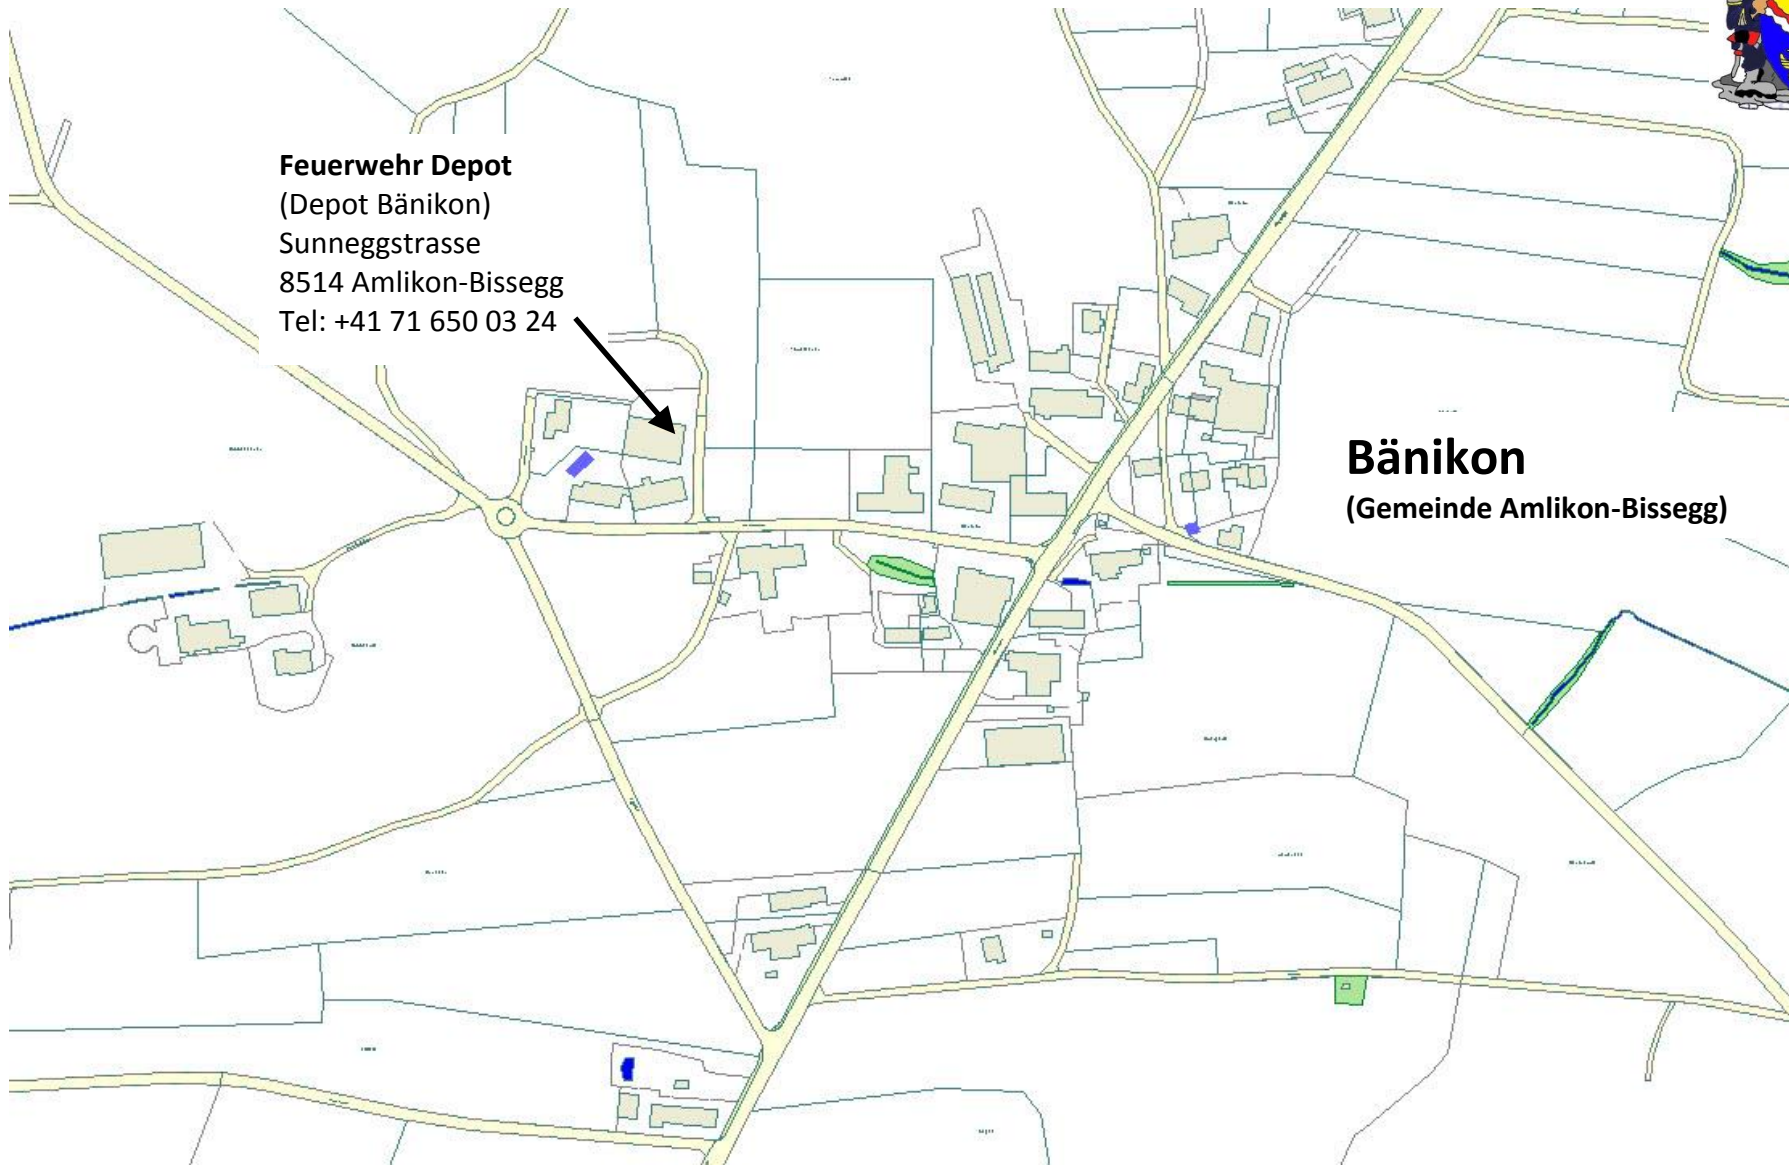 Feuerwehr Depot
(Depot Bänikon)
Sunneggstrasse
8514 Amlikon-Bissegg
Tel: +41 71 650 03 24
Bänikon
(Gemeinde Amlikon-Bissegg)